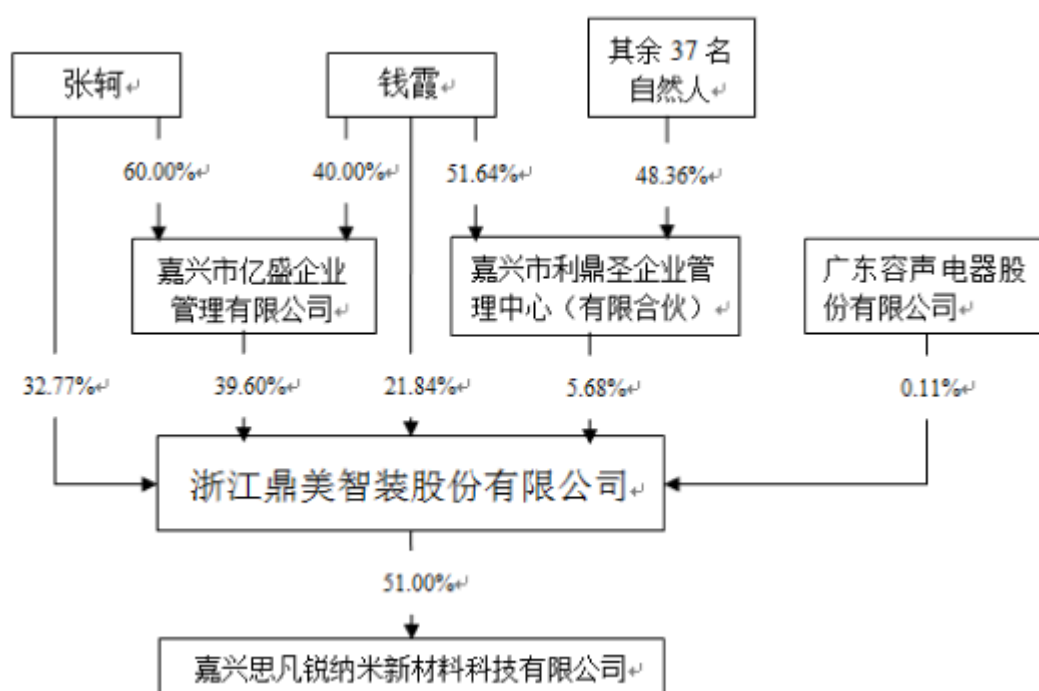 张轲
钱霞
其余 37 名
自然人
60.00%
40.00%
51.64%
48.36%
嘉兴市亿盛企业
管理有限公司
嘉兴市利鼎圣企业管
理中心（有限合伙）
广东容声电器股
份有限公司
32.77%
39.60%
21.84%
5.68%
0.11%
浙江鼎美智装股份有限公司
51.00%
嘉兴思凡锐纳米新材料科技有限公司